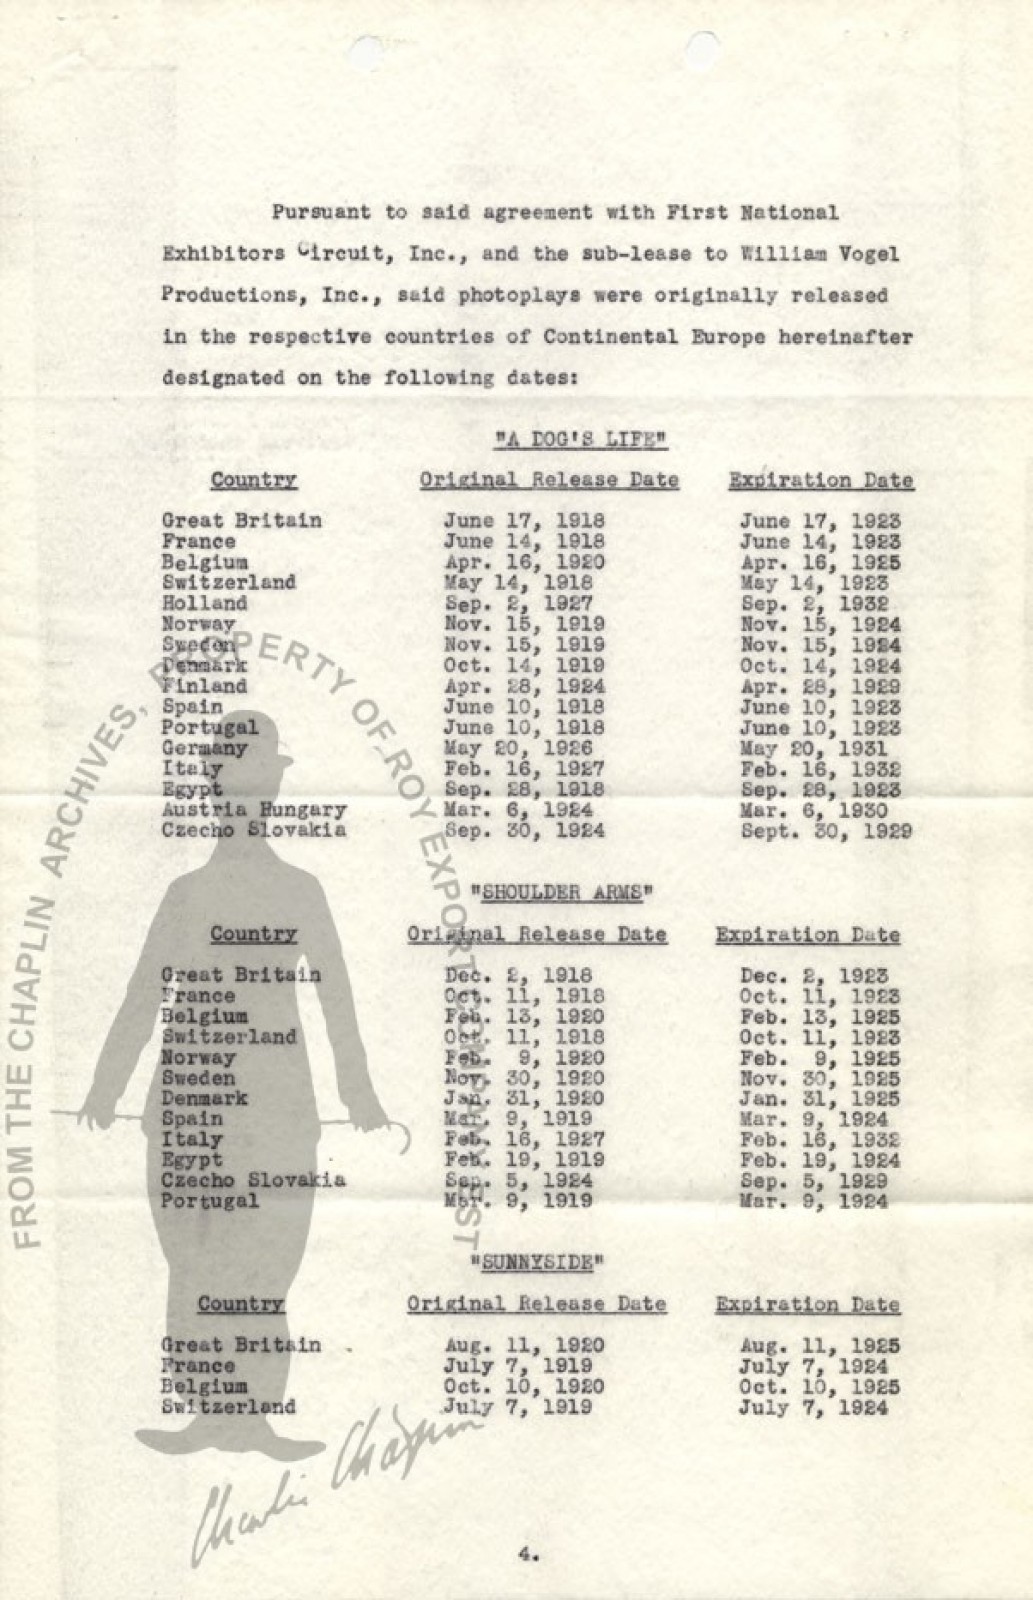 Pursuant to said agreement with First National
Exhibitors Circuit, Inc., and the sub-lease to William Vogel
Productions, Inc., said photoplays were originally released
in the respective countries of Continental Europe hereinafter
designated on the following dates:
"A DOG'S LIFE"
Country Original Release Date Expiration Date
Great Britain June 17, 1918 June 17, 1923
France June 14, 1918 June 14, 1923
Belgium Apr. 16, 1920 Apr. 16, 1925
Switzerland May 14, 1918 May 14, 1923
Holland Sep. 2, 1927 Sep. 2, 1932
Norway Nov. 15, 1919 Nov. 15, 1924
Sweden Nov. 15, 1919 Nov. 15, 1924
Denmark Oct. 14, 1919 Oct. 14, 1924
Finland Apr. 28, 1924 Apr. 28, 1929
Spain June 10, 1918 June 10, 1923
Portugal June 10, 1918 June 10, 1923
Germany May 20, 1926 May 20, 1931
Italy Feb. 16, 1927 Feb. 16, 1932
Egypt Sep. 28, 1918 Sep. 28, 1923
Austria Hungary Mar. 6, 1924 Mar. 6, 1930
Czecho Slovakia Sep. 30, 1924 Sept. 30, 1929
"SHOULDER ARMS"
Country Original Release Date Expiration Date
Great Britain Dec. 2, 1918 Dec. 2, 1923
France Oct. 11, 1918 Oct. 11, 1923
Belgium Feb. 13, 1920 Feb. 13, 1925
Switzerland Oct. 11, 1918 Oct. 11, 1923
Norway Feb. 9, 1920 Feb. 9, 1925
Sweden Nov. 30, 1920 Nov. 30, 1925
Denmark Jan. 31, 1920 Jan. 31, 1925
Spain Mar. 9, 1919 Mar. 9, 1924
Italy Feb. 16, 1927 Feb. 16, 1932
Egypt Feb. 19, 1919 Feb. 19, 1924
Czecho Slovakia Sep. 5, 1924 Sep. 5, 1929
Portugal Mar. 9, 1919 Mar. 9, 1924
"SUNNYSIDE"
Country Original Release Date Expiration Date
Great Britain Aug. 11, 1920 Aug. 11, 1925
France July 7, 1919 July 7, 1924
Belgium Oct. 10, 1920 Oct. 10, 1925
Switzerland July 7, 1919 July 7, 1924
4.
FROM THE CHAPLIN ARCHIVES, PROPERTY OF ROY EXPORT COMPANY EST
Charlie Chaplin